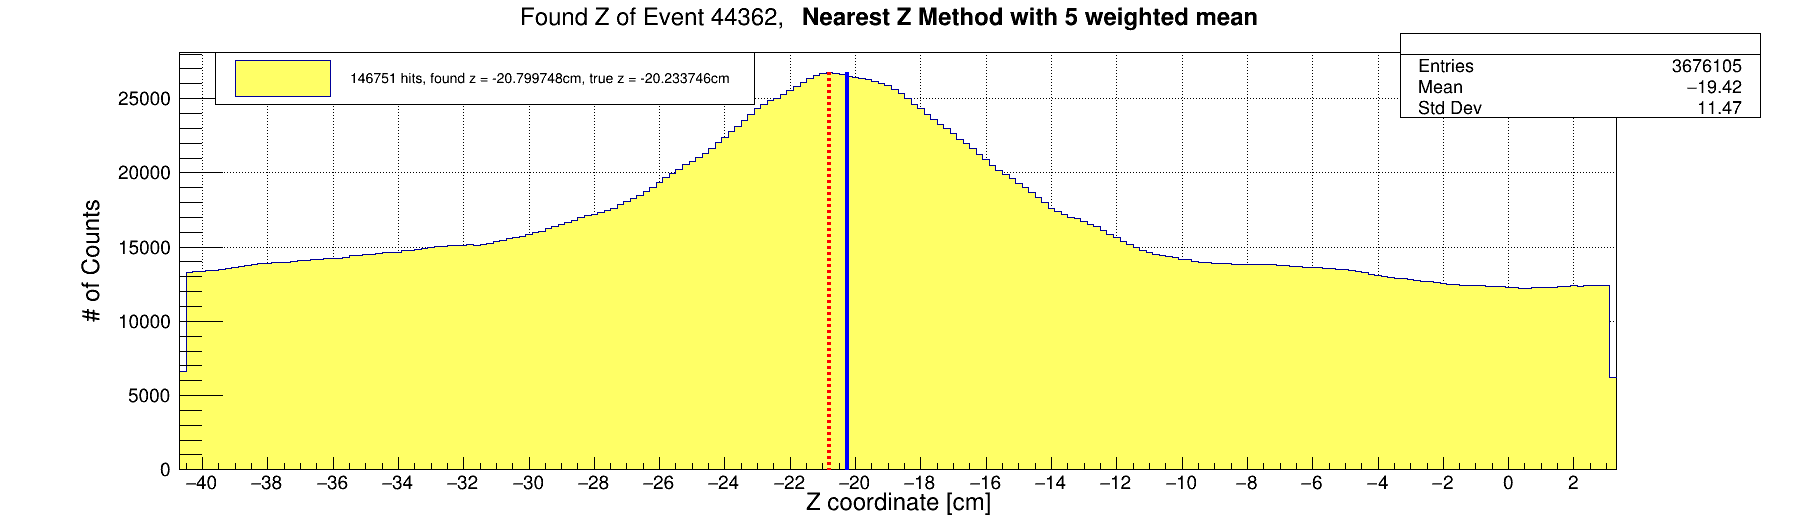 Found Z of Event 44362, Nearest Z Method with 5 weighted mean
146751 hits, found z = -20.799748cm, true z = -20.233746cm
Entries 3676105
Mean −19.42
Std Dev 11.47
# of Counts
25000
20000
15000
10000
5000
0
−40 −38 −36 −34 −32 −30 −28 −26 −24 −22 −20 −18 −16 −14 −12 −10 −8 −6 −4 −2 0 2
Z coordinate [cm]